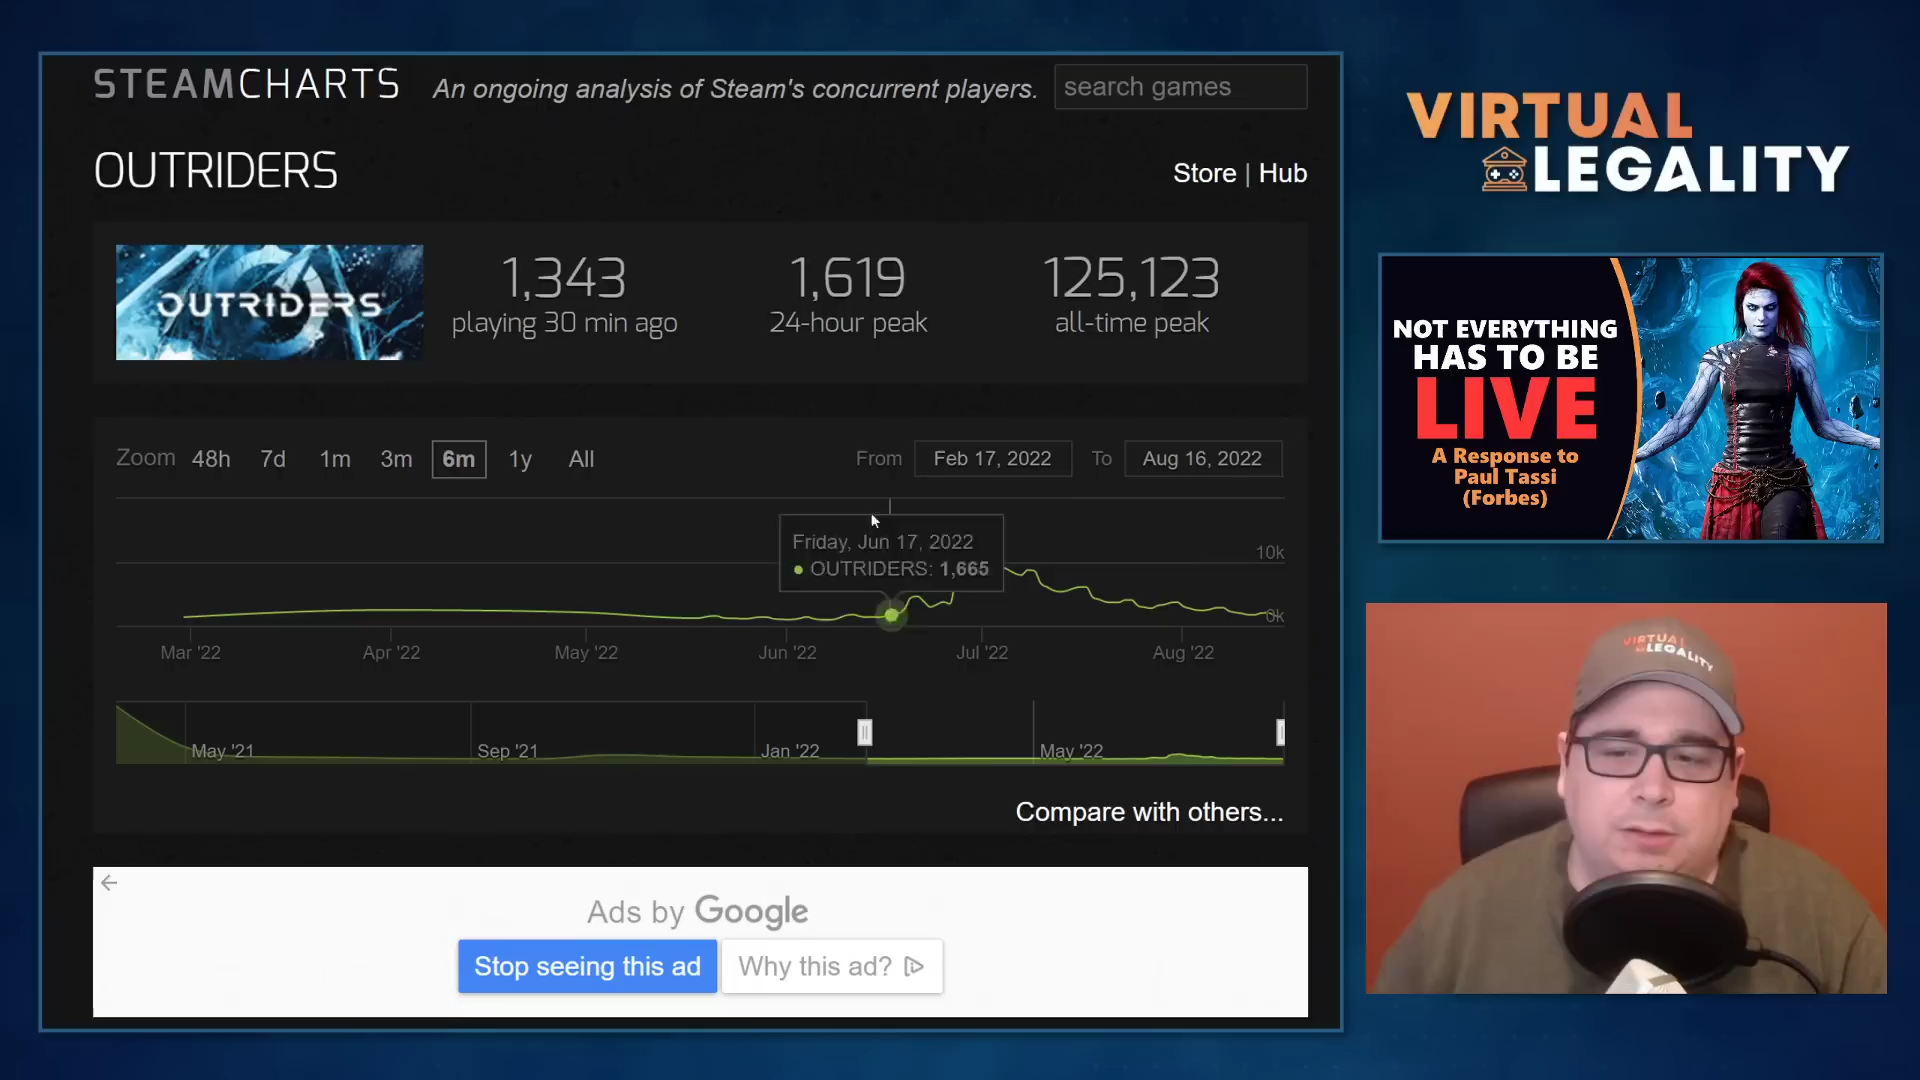 STEAMCHARTS
An ongoing analysis of Steam's concurrent players.
search games
OUTRIDERS
Store | Hub
OUTRIDERS
1,343
playing 30 min ago
1,619
24-hour peak
125,123
all-time peak
Zoom 48h 7d 1m 3m 6m 1y All
From Feb 17, 2022 To Aug 16, 2022
Friday, Jun 17, 2022
OUTRIDERS: 1,665
10k
0k
Mar '22 Apr '22 May '22 Jun '22 Jul '22 Aug '22
May '21 Sep '21 Jan '22 May '22
Compare with others...
Ads by Google
Stop seeing this ad
Why this ad?
VIRTUAL
LEGALITY
NOT EVERYTHING
HAS TO BE
LIVE
A Response to
Paul Tassi
(Forbes)
VIRTUAL
LEGALITY